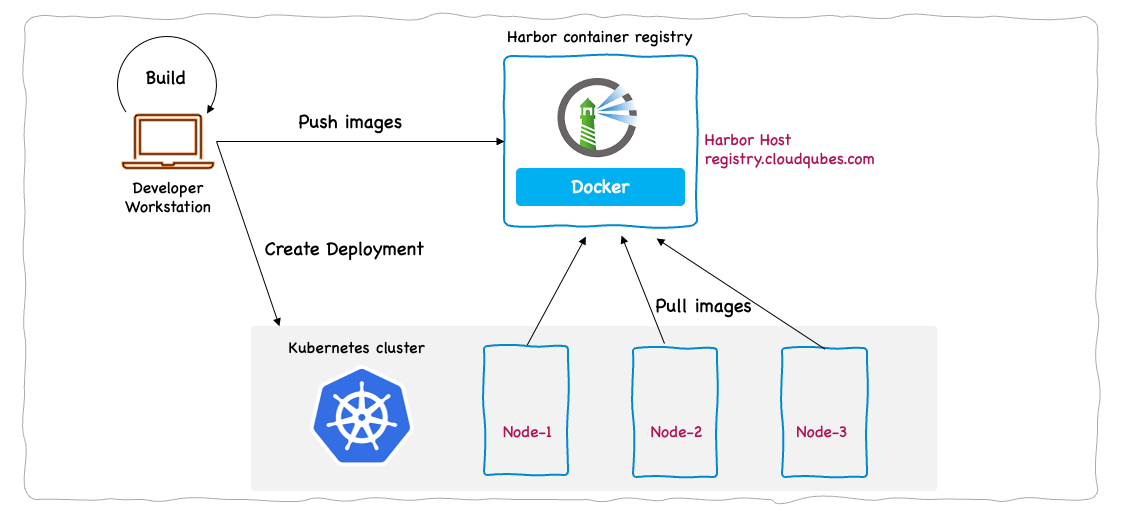 Harbor container registry
Build
Push images
Harbor Host
registry.cloudqubes.com
Docker
Developer
Workstation
Create Deployment
Pull images
Kubernetes cluster
Node-1
Node-2
Node-3